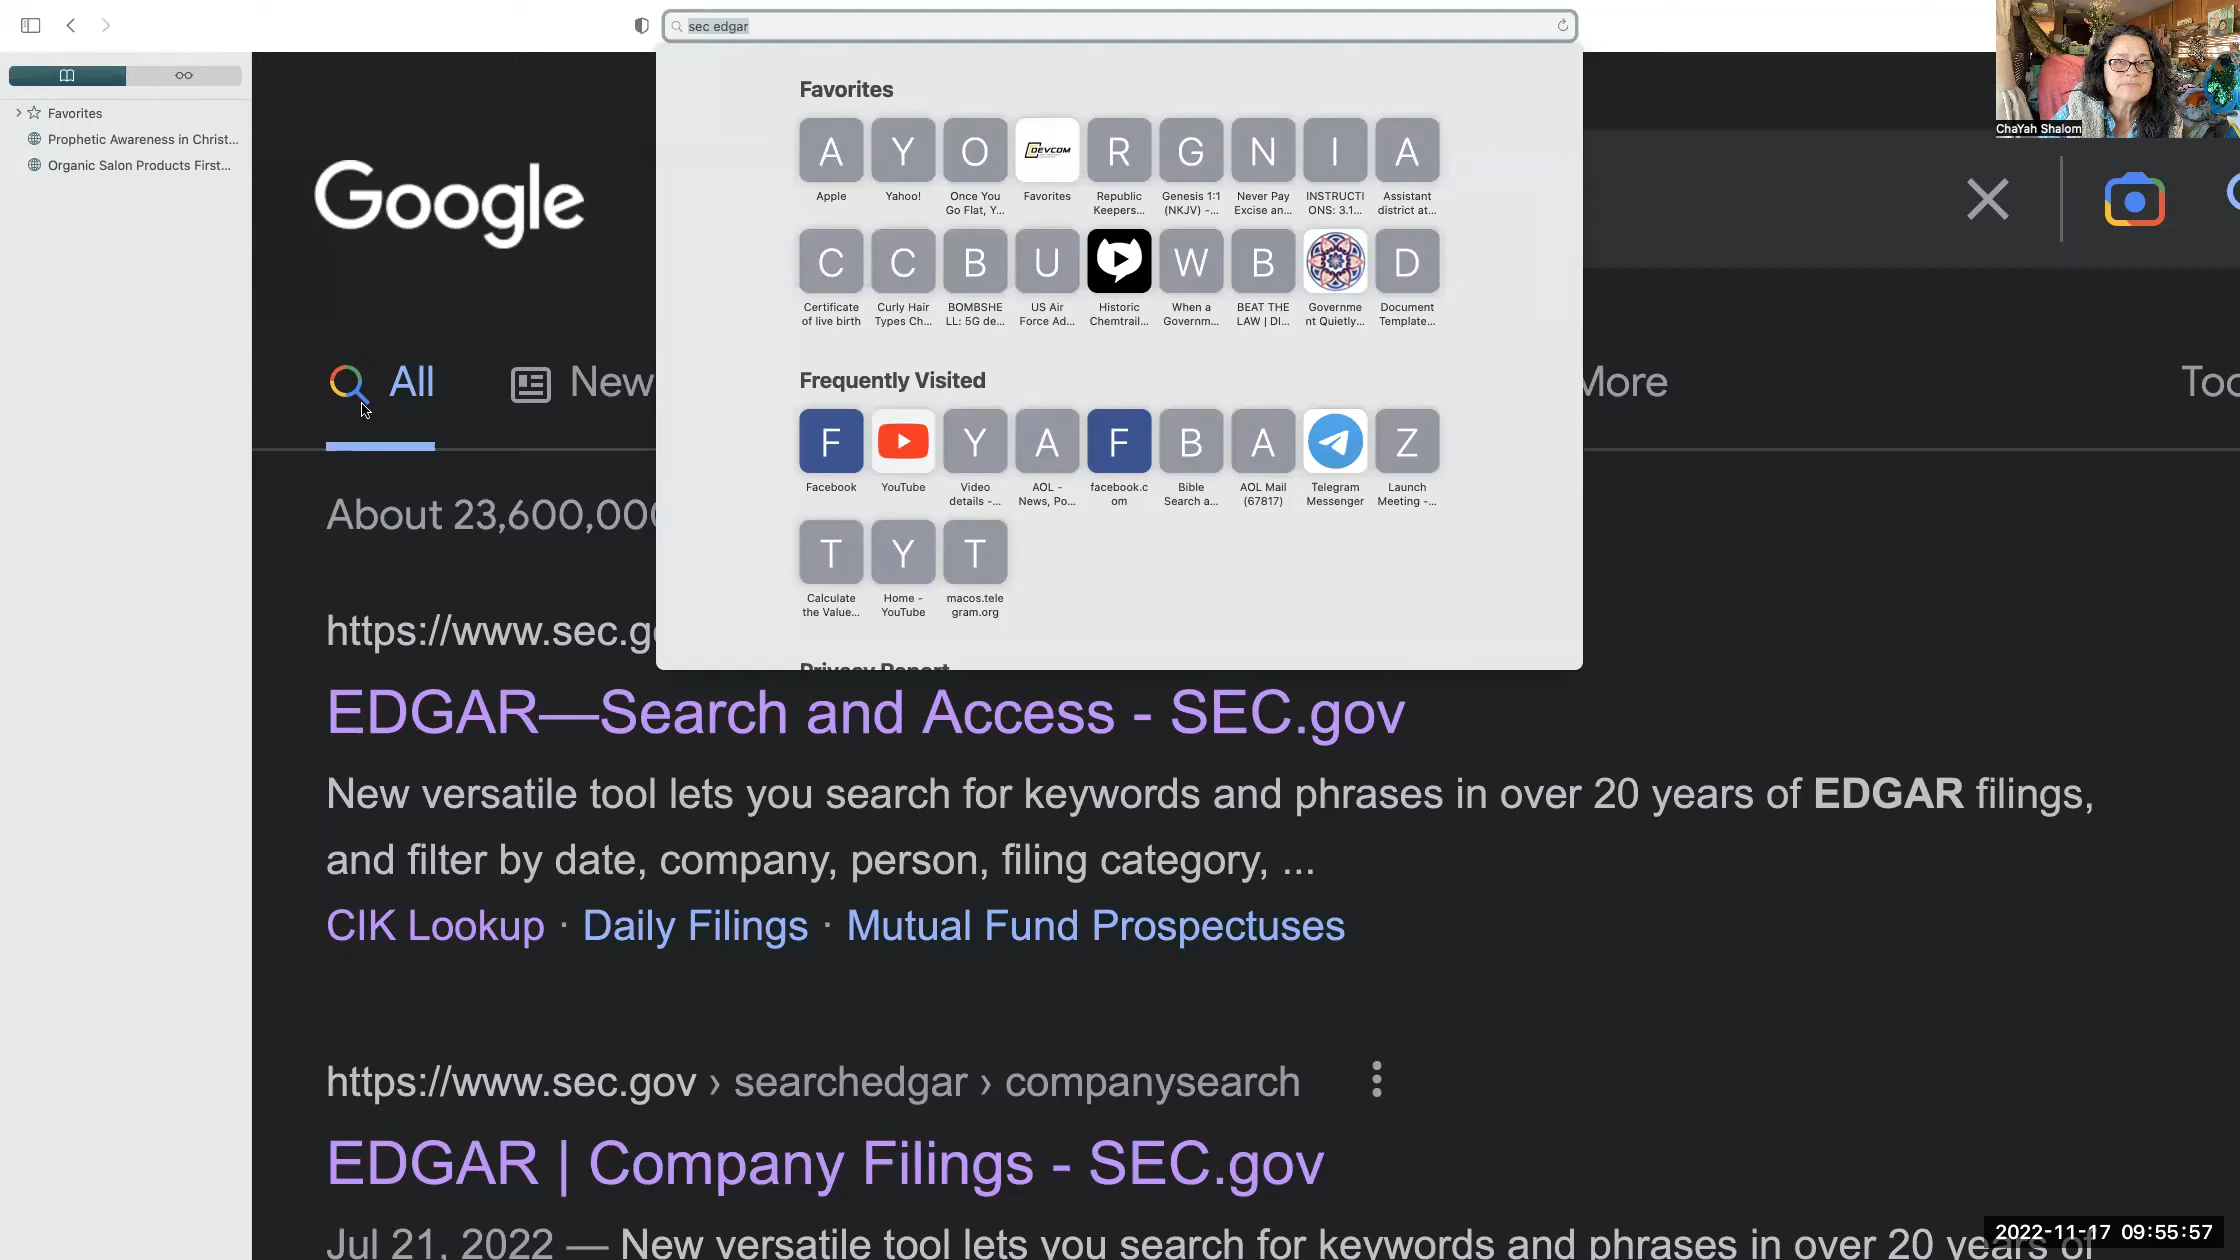 sec edgar
ChaYah Shalom
Favorites
Prophetic Awareness in Christ...
Organic Salon Products First...
Favorites
A Y O DEVCOM R G N I A
Apple
Yahoo!
Once You
Go Flat, Y...
Favorites
Republic
Keepers...
Genesis 1:1
(NKJV) -...
Never Pay
Excise an...
INSTRUCTI
ONS: 3.1...
Assistant
district at...
C C B U W B D
Certificate
of live birth
Curly Hair
Types Ch...
BOMBSHE
LL: 5G de...
US Air
Force Ad...
Historic
Chemtrail...
When a
Governm...
BEAT THE
LAW | DI...
Governme
nt Quietly...
Document
Template...
Frequently Visited
F Y A F B A Z
Facebook
YouTube
Video
details -...
AOL -
News, Po...
facebook.c
om
Bible
Search a...
AOL Mail
(67817)
Telegram
Messenger
Launch
Meeting -...
T Y T
Calculate
the Value...
Home -
YouTube
macos.tele
gram.org
Privacy Report
Google
All
New
More
Too
About 23,600,000
https://www.sec.go
EDGAR—Search and Access - SEC.gov
New versatile tool lets you search for keywords and phrases in over 20 years of EDGAR filings,
and filter by date, company, person, filing category, ...
CIK Lookup · Daily Filings · Mutual Fund Prospectuses
https://www.sec.gov › searchedgar › companysearch
EDGAR | Company Filings - SEC.gov
Jul 21, 2022 — New versatile tool lets you search for keywords and phrases in over 20 years of
2022-11-17 09:55:57